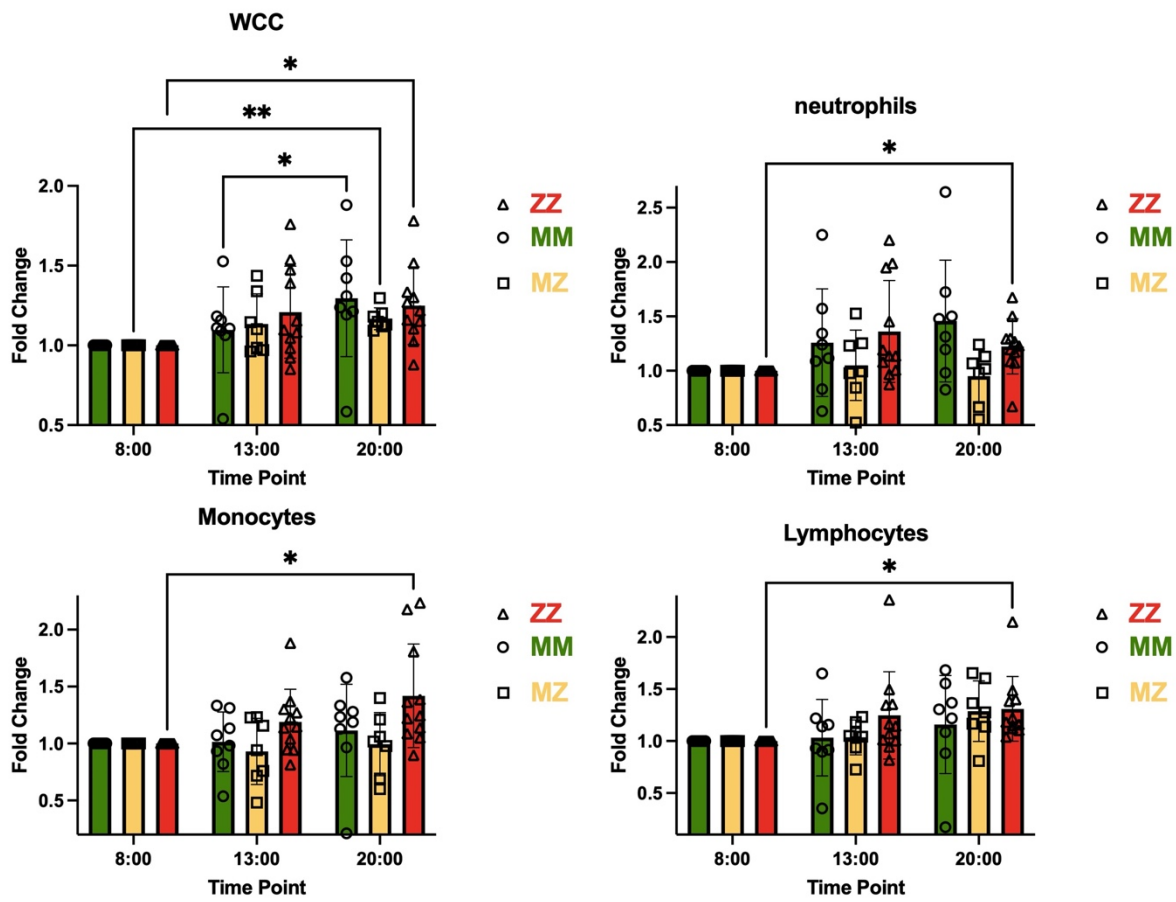 WCC
*
**
*
2.0
1.5
1.0
0.5
Fold Change
8:00 13:00 20:00
Time Point
ZZ
MM
MZ
neutrophils
*
2.5
2.0
1.5
1.0
0.5
Fold Change
8:00 13:00 20:00
Time Point
ZZ
MM
MZ
Monocytes
*
2.0
1.5
1.0
0.5
Fold Change
8:00 13:00 20:00
Time Point
ZZ
MM
MZ
Lymphocytes
*
2.0
1.5
1.0
0.5
Fold Change
8:00 13:00 20:00
Time Point
ZZ
MM
MZ